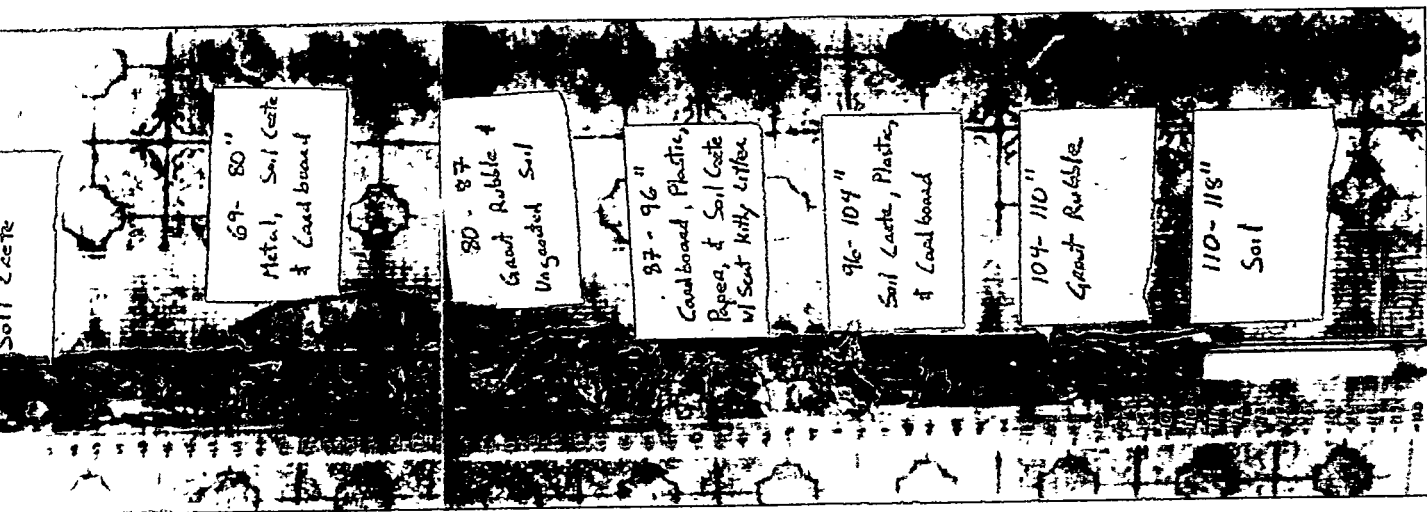 Soil Crete
69- 80"
Metal, Soil Crete
& Cardboard
80 - 87
Grout Rubble &
Ungrouted Soil
87 - 96"
Cardboard, Plastic,
Paper, & Soil Crete
w/ Scat Kitty Litter
96- 104"
Soil Crete, Plastic,
& Cardboard
104- 110"
Grout Rubble
110- 118"
Soil